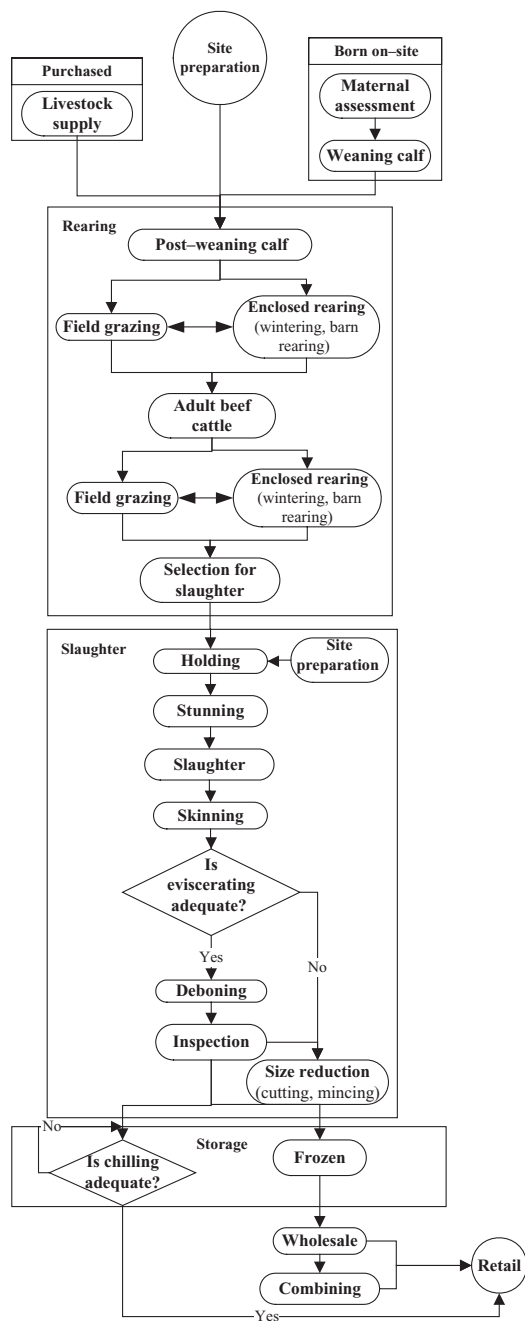 Site
preparation
Purchased
Livestock
supply
Born on–site
Maternal
assessment
Weaning calf
Rearing
Post–weaning calf
Field grazing
Enclosed rearing
(wintering, barn
rearing)
Adult beef
cattle
Field grazing
Enclosed rearing
(wintering, barn
rearing)
Selection for
slaughter
Slaughter
Holding
Site
preparation
Stunning
Slaughter
Skinning
Is
eviscerating
adequate?
Yes
No
Deboning
Inspection
Size reduction
(cutting, mincing)
No
Storage
Is chilling
adequate?
Frozen
Wholesale
Combining
Retail
Yes